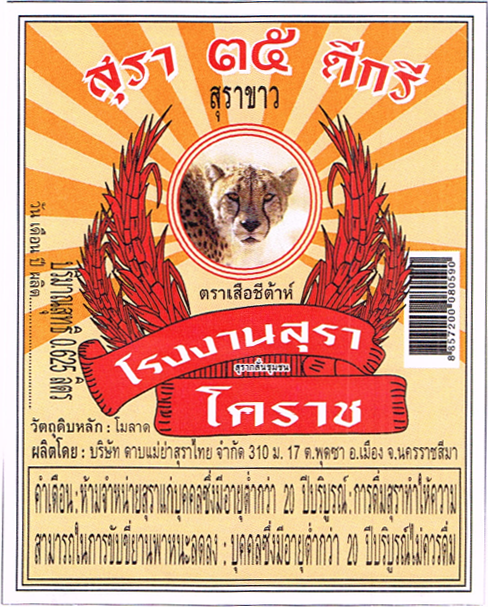 สุรา ๓๕ ดีกรี
สุราขาว
ตราเสือชีต้าห์
โรงงานสุรา
สุรากลั่นชุมชน
โคราช
วัน เดือน ปี ผลิต
ปริมาณสุทธิ 0.625 ลิตร
8 857200 080590
วัตถุดิบหลัก : โมลาด
ผลิตโดย : บริษัท ดาบแม่ย่าสุราไทย จำกัด 310 ม. 17 ต.พุดซา อ.เมือง จ.นครราชสีมา
คำเตือน : ห้ามจำหน่ายสุราแก่บุคคลซึ่งมีอายุต่ำกว่า 20 ปีบริบูรณ์ : การดื่มสุราทำให้ความ
สามารถในการขับขี่ยานพาหนะลดลง : บุคคลซึ่งมีอายุต่ำกว่า 20 ปีบริบูรณ์ไม่ควรดื่ม